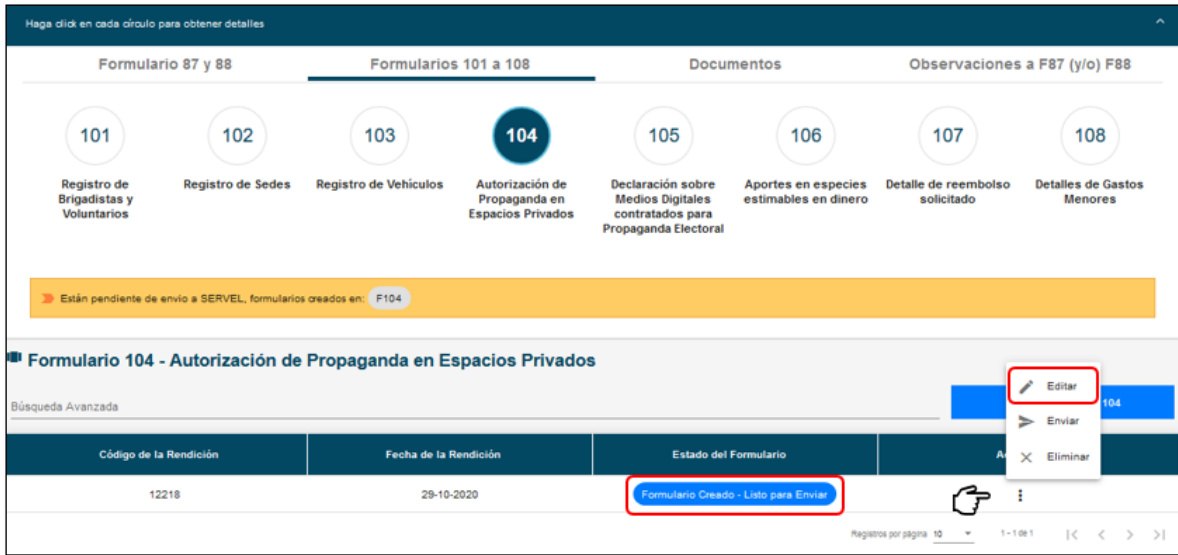 Haga click en cada círculo para obtener detalles
Formulario 87 y 88
Formularios 101 a 108
Documentos
Observaciones a F87 (y/o) F88
101
102
103
104
105
106
107
108
Registro de
Brigadistas y
Voluntarios
Registro de Sedes
Registro de Vehículos
Autorización de
Propaganda en
Espacios Privados
Declaración sobre
Medios Digitales
contratados para
Propaganda Electoral
Aportes en especies
estimables en dinero
Detalle de reembolso
solicitado
Detalles de Gastos
Menores
Están pendiente de envio a SERVEL, formularios creados en: F104
Formulario 104 - Autorización de Propaganda en Espacios Privados
Búsqueda Avanzada
104
Editar
Enviar
Eliminar
Código de la Rendición
Fecha de la Rendición
Estado del Formulario
12218
29-10-2020
Formulario Creado - Listo para Enviar
Registros por página 10
1-1 de 1